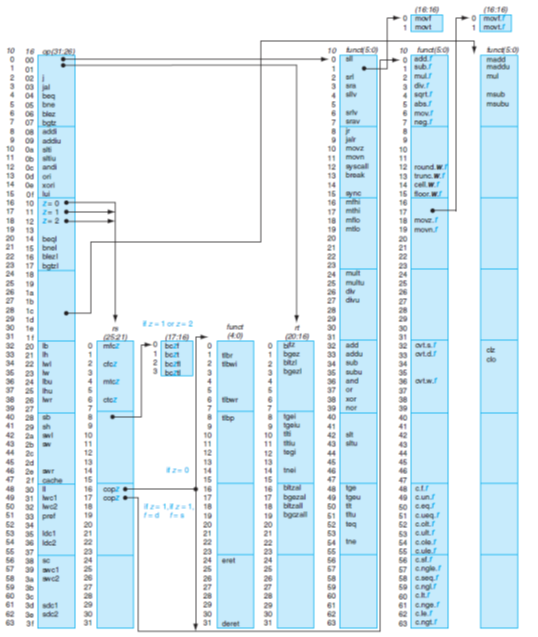 10 16 op(31:26)
0 00
1 01
2 02 j
3 03 jal
4 04 beq
5 05 bne
6 06 blez
7 07 bgtz
8 08 addi
9 09 addiu
10 0a slti
11 0b sltiu
12 0c andi
13 0d ori
14 0e xori
15 0f lui
16 10 z = 0
17 11 z = 1
18 12 z = 2
19 13
20 14 beql
21 15 bnel
22 16 blezl
23 17 bgtzl
24 18
25 19
26 1a
27 1b
28 1c
29 1d
30 1e
31 1f
32 20 lb
33 21 lh
34 22 lwl
35 23 lw
36 24 lbu
37 25 lhu
38 26 lwr
39 27
40 28 sb
41 29 sh
42 2a swl
43 2b sw
44 2c
45 2d
46 2e swr
47 2f cache
48 30 ll
49 31 lwc1
50 32 lwc2
51 33 pref
52 34
53 35 ldc1
54 36 ldc2
55 37
56 38 sc
57 39 swc1
58 3a swc2
59 3b
60 3c
61 3d sdc1
62 3e sdc2
63 3f
rs
(25:21)
0 mfcz
1
2 cfcz
3
4 mtcz
5
6 ctcz
7
8
9
10
11
12
13
14
15
16 copz
17 copz
18
19
20
21
22
23
24
25
26
27
28
29
30
31
if z = 1 or z = 2
(17:16)
0 bczf
1 bczt
2 bczfl
3 bcztl
if z = 0
if z = 1, if z = 1,
f = d f = s
funct
(4:0)
0
1 tlbr
2 tlbwi
3
4
5
6 tlbwr
7
8 tlbp
9
10
11
12
13
14
15
16
17
18
19
20
21
22
23
24 eret
25
26
27
28
29
30
31 deret
rt
(20:16)
0 bltz
1 bgez
2 bltzl
3 bgezl
4
5
6
7
8 tgei
9 tgeiu
10 tlti
11 tltiu
12 tegi
13
14 tnei
15
16 bltzal
17 bgezal
18 bltzall
19 bgczall
20
21
22
23
24
25
26
27
28
29
30
31
10 funct(5:0)
0 sll
1
2 srl
3 sra
4 sllv
5
6 srlv
7 srav
8 jr
9 jalr
10 movz
11 movn
12 syscall
13 break
14
15 sync
16 mfhi
17 mthi
18 mflo
19 mtlo
20
21
22
23
24 mult
25 multu
26 div
27 divu
28
29
30
31
32 add
33 addu
34 sub
35 subu
36 and
37 or
38 xor
39 nor
40
41
42 slt
43 sltu
44
45
46
47
48 tge
49 tgeu
50 tlt
51 tltu
52 teq
53
54 tne
55
56
57
58
59
60
61
62
63
(16:16)
0 movf
1 movt
(16:16)
0 movf.f
1 movt.f
10 funct(5:0)
0 add.f
1 sub.f
2 mul.f
3 div.f
4 sqrt.f
5 abs.f
6 mov.f
7 neg.f
8
9
10
11
12 round.w.f
13 trunc.w.f
14 ceil.w.f
15 floor.w.f
16
17
18 movz.f
19 movn.f
20
21
22
23
24
25
26
27
28
29
30
31
32 cvt.s.f
33 cvt.d.f
34
35
36 cvt.w.f
37
38
39
40
41
42
43
44
45
46
47
48 c.f.f
49 c.un.f
50 c.eq.f
51 c.ueq.f
52 c.olt.f
53 c.ult.f
54 c.ole.f
55 c.ule.f
56 c.sf.f
57 c.ngle.f
58 c.seq.f
59 c.ngl.f
60 c.lt.f
61 c.nge.f
62 c.le.f
63 c.ngt.f
funct(5:0)
madd
maddu
mul
msub
msubu
clz
clo